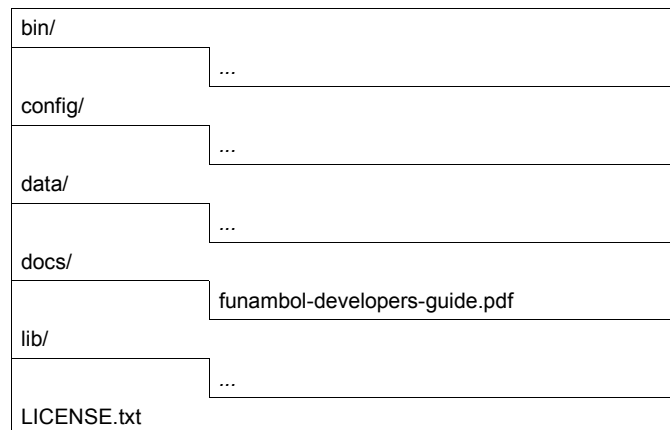 bin/
...
config/
...
data/
...
docs/
funambol-developers-guide.pdf
lib/
...
LICENSE.txt